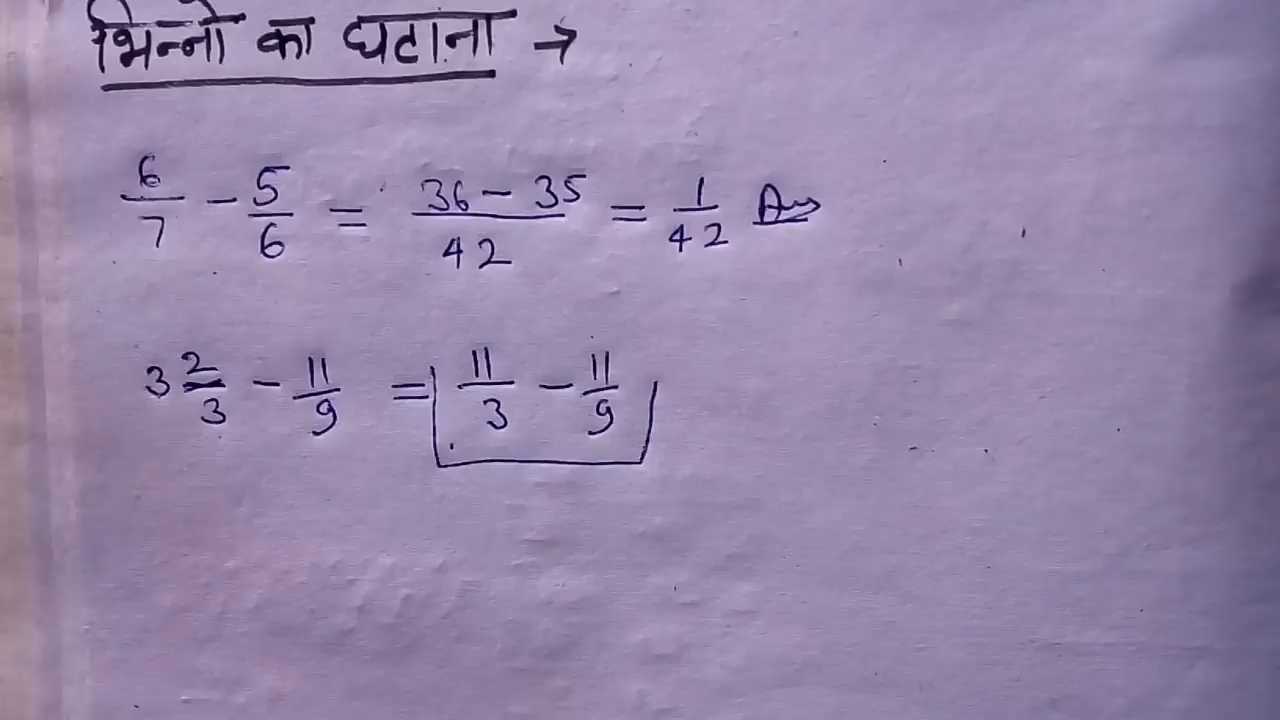 भिन्नो का घटाना →
6/7 - 5/6 = 36 - 35/42 = 1/42 Ans
3 2/3 - 11/9 = 11/3 - 11/9